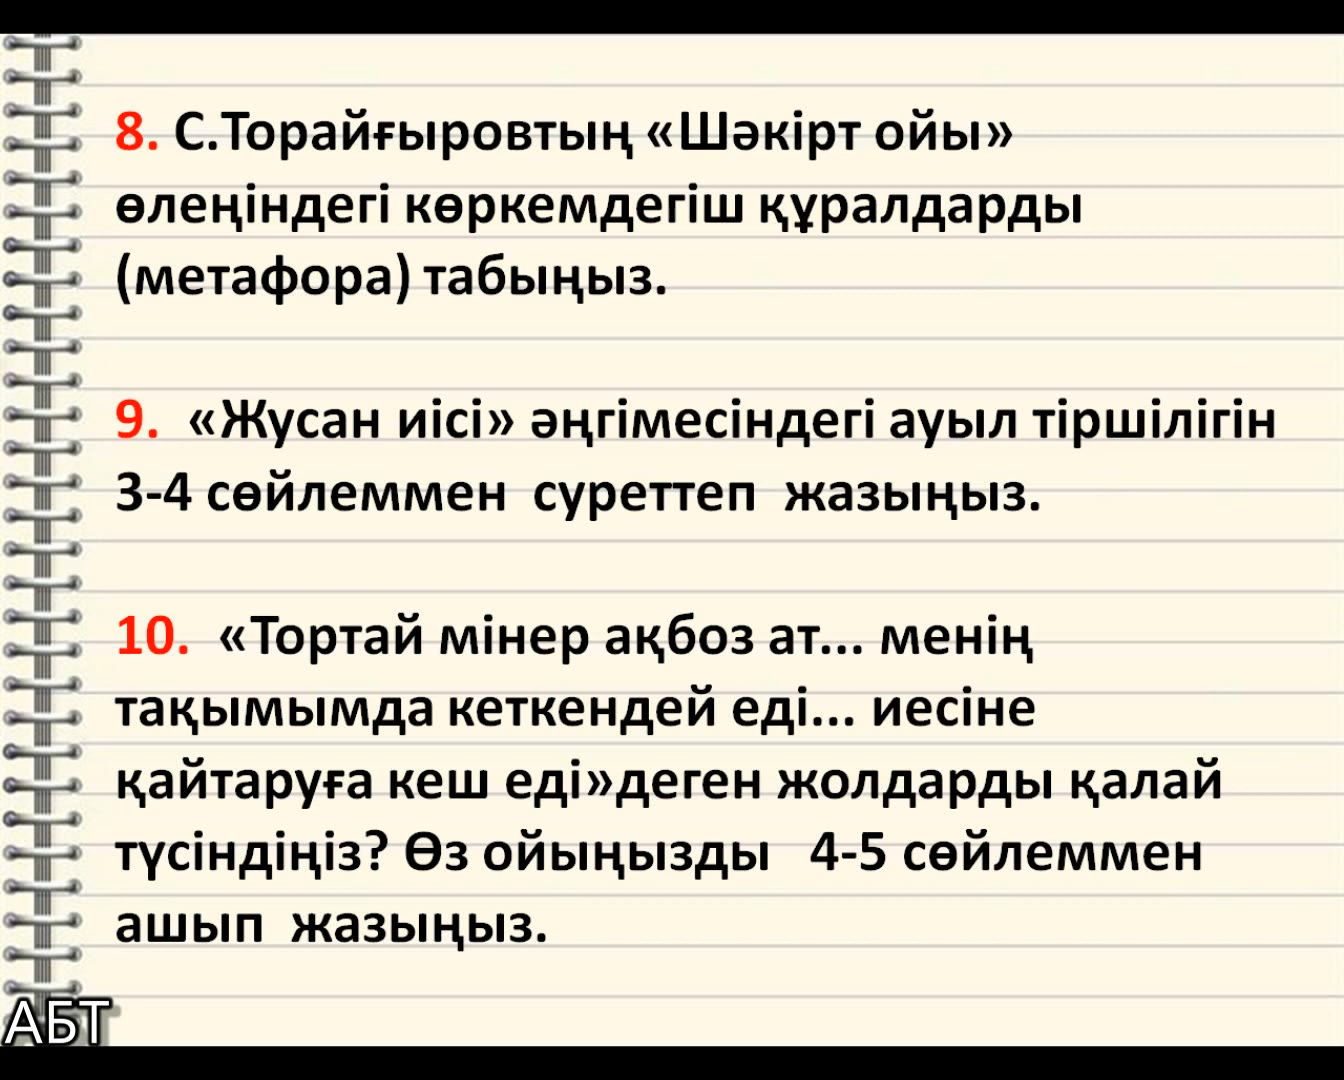 8. С.Торайғыровтың «Шәкірт ойы»
өлеңіндегі көркемдегіш құралдарды
(метафора) табыңыз.
9. «Жусан иісі» әңгімесіндегі ауыл тіршілігін
3-4 сөйлеммен суреттеп жазыңыз.
10. «Тортай мінер ақбоз ат... менің
тақымымда кеткендей еді... иесіне
қайтаруға кеш еді»деген жолдарды қалай
түсіндіңіз? Өз ойыңызды 4-5 сөйлеммен
ашып жазыңыз.
АБТ